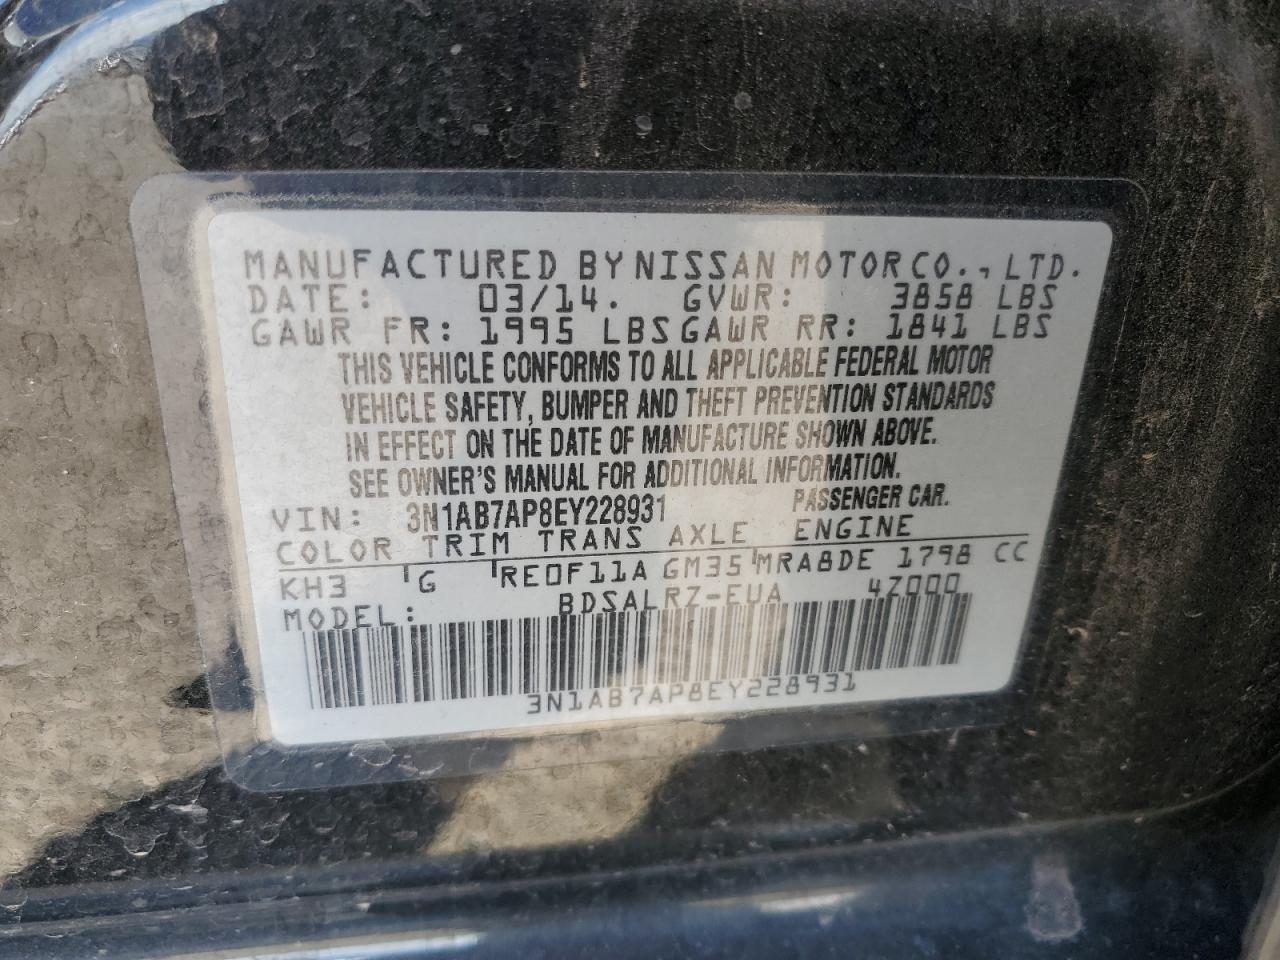 MANUFACTURED BY NISSAN MOTOR CO., LTD.
DATE: 03/14. GVWR: 3858 LBS
GAWR FR: 1995 LBS GAWR RR: 1841 LBS
THIS VEHICLE CONFORMS TO ALL APPLICABLE FEDERAL MOTOR
VEHICLE SAFETY, BUMPER AND THEFT PREVENTION STANDARDS
IN EFFECT ON THE DATE OF MANUFACTURE SHOWN ABOVE.
SEE OWNER'S MANUAL FOR ADDITIONAL INFORMATION.
VIN: 3N1AB7AP8EY228931 PASSENGER CAR.
COLOR TRIM TRANS AXLE ENGINE
KH3 G RE0F11A GM35 MRA8DE 1798 CC
MODEL: BDSALRZ-EUA 4Z000
3N1AB7AP8EY228931